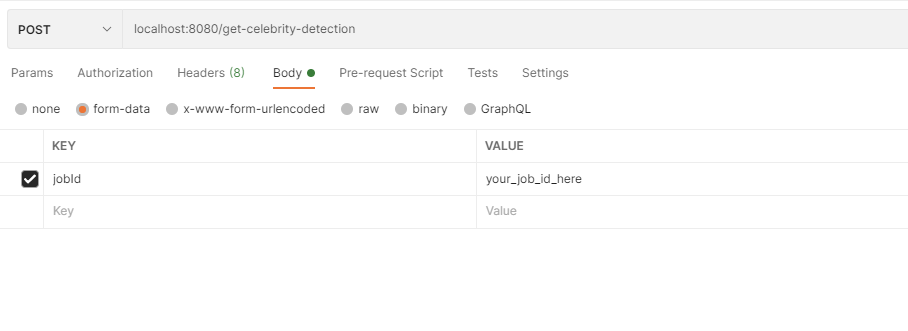 POST localhost:8080/get-celebrity-detection
Params Authorization Headers (8) Body Pre-request Script Tests Settings
none form-data x-www-form-urlencoded raw binary GraphQL
KEY VALUE
jobId your_job_id_here
Key Value